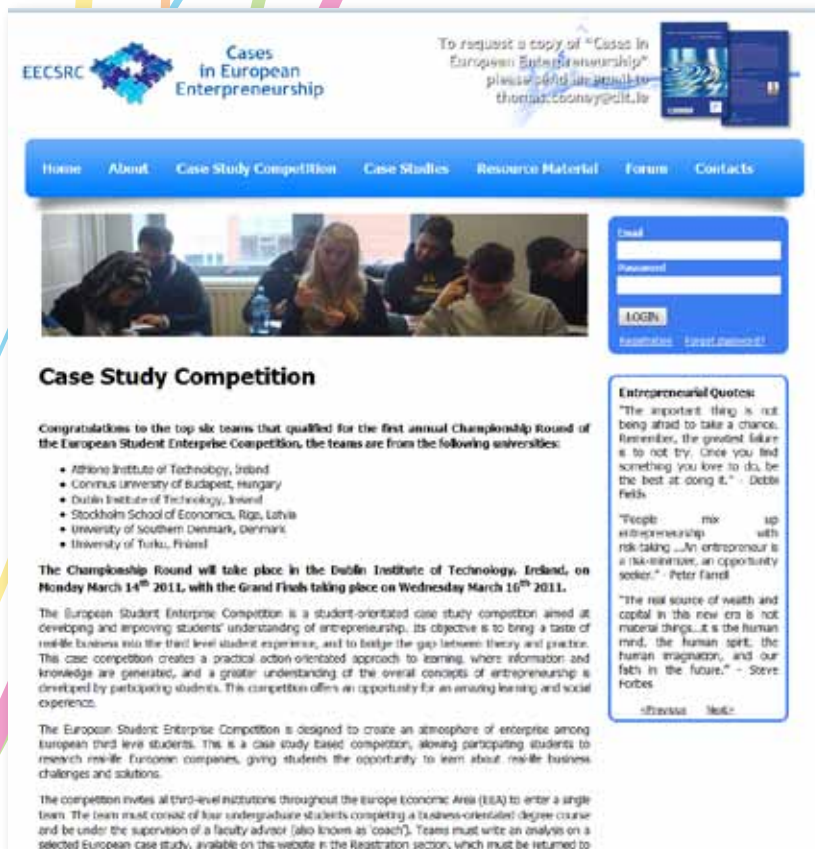 EECSRC
Cases
in European
Enterpreneurship
To request a copy of "Cases in
European Enterpreneurship"
please send an email to
thomas.cooney@dit.ie
Home About Case Study Competition Case Studies Resource Material Forum Contacts
Email
Password
LOGIN
Registration Forgot password?
Case Study Competition
Congratulations to the top six teams that qualified for the first annual Championship Round of
the European Student Enterprise Competition, the teams are from the following universities:
• Athlone Institute of Technology, Ireland
• Corvinus University of Budapest, Hungary
• Dublin Institute of Technology, Ireland
• Stockholm School of Economics, Riga, Latvia
• University of Southern Denmark, Denmark
• University of Turku, Finland
The Championship Round will take place in the Dublin Institute of Technology, Ireland, on
Monday March 14th 2011, with the Grand Finals taking place on Wednesday March 16th 2011.
The European Student Enterprise Competition is a student-orientated case study competition aimed at
developing and improving students' understanding of entrepreneurship. Its objective is to bring a taste of
real-life business into the third level student experience, and to bridge the gap between theory and practice.
This case competition creates a practical action-orientated approach to learning, where information and
knowledge are generated, and a greater understanding of the overall concepts of entrepreneurship is
developed by participating students. This competition offers an opportunity for an amazing learning and social
experience.
The European Student Enterprise Competition is designed to create an atmosphere of enterprise among
European third level students. This is a case study based competition, allowing participating students to
research real-life European companies, giving students the opportunity to learn about real-life business
challenges and solutions.
The competition invites all third-level institutions throughout the Europe Economic Area (EEA) to enter a single
team. The team must consist of four undergraduate students completing a business-orientated degree course
and be under the supervision of a faculty advisor (also known as 'coach'). Teams must write an analysis on a
selected European case study, available on this website in the Registration section, which must be returned to
Entrepreneurial Quotes:
"The important thing is not
being afraid to take a chance.
Remember, the greatest failure
is to not try. Once you find
something you love to do, be
the best at doing it." - Debbi
Fields
"People mix up
entrepreneurship with
risk-taking ...An entrepreneur is
a risk-minimizer, an opportunity
seeker." - Peter Farrell
"The real source of wealth and
capital in this new era is not
material things..it is the human
mind, the human spirit, the
human imagination, and our
faith in the future." - Steve
Forbes
<Previous Next>